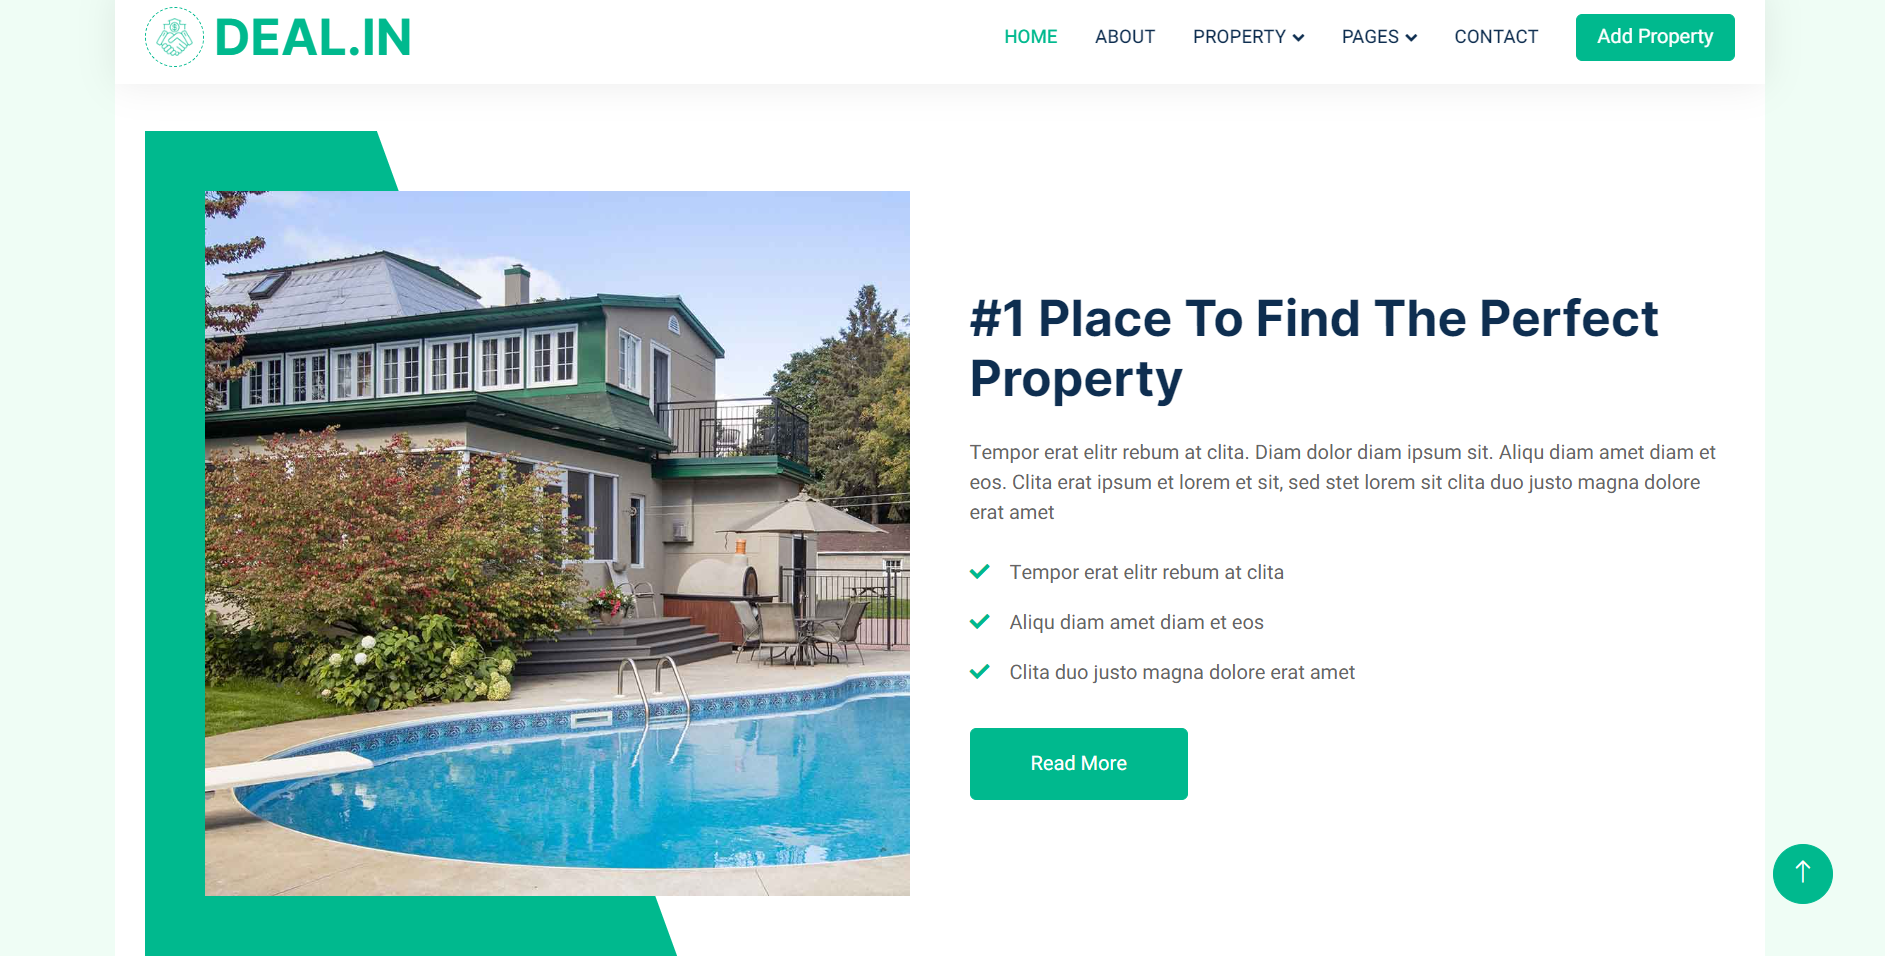 DEAL.IN
HOME ABOUT PROPERTY PAGES CONTACT Add Property
#1 Place To Find The Perfect
Property
Tempor erat elitr rebum at clita. Diam dolor diam ipsum sit. Aliqu diam amet diam et
eos. Clita erat ipsum et lorem et sit, sed stet lorem sit clita duo justo magna dolore
erat amet
Tempor erat elitr rebum at clita
Aliqu diam amet diam et eos
Clita duo justo magna dolore erat amet
Read More